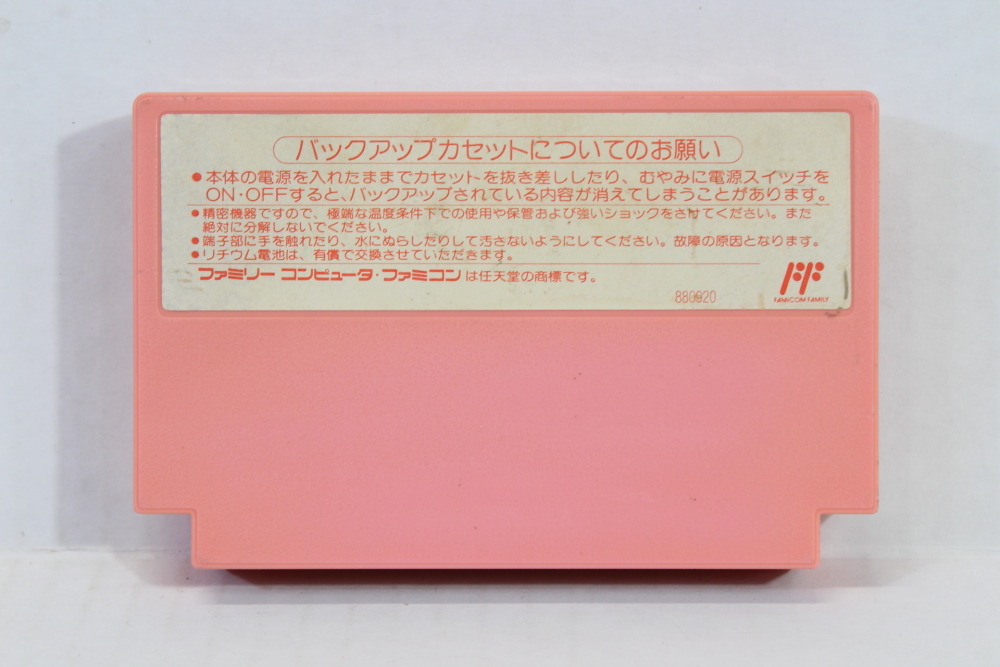 バックアップカセットについてのお願い
●本体の電源を入れたままでカセットを抜き差ししたり、むやみに電源スイッチを
ON・OFFすると、バックアップされている内容が消えてしまうことがあります。
●精密機器ですので、極端な温度条件下での使用や保管および強いショックをさけてください。また
絶対に分解しないでください。
●端子部に手を触れたり、水にぬらしたりして汚さないようにしてください。故障の原因となります。
●リチウム電池は、有償で交換させていただきます。
ファミリー コンピュータ・ファミコンは任天堂の商標です。
FAMICOM FAMILY
880920